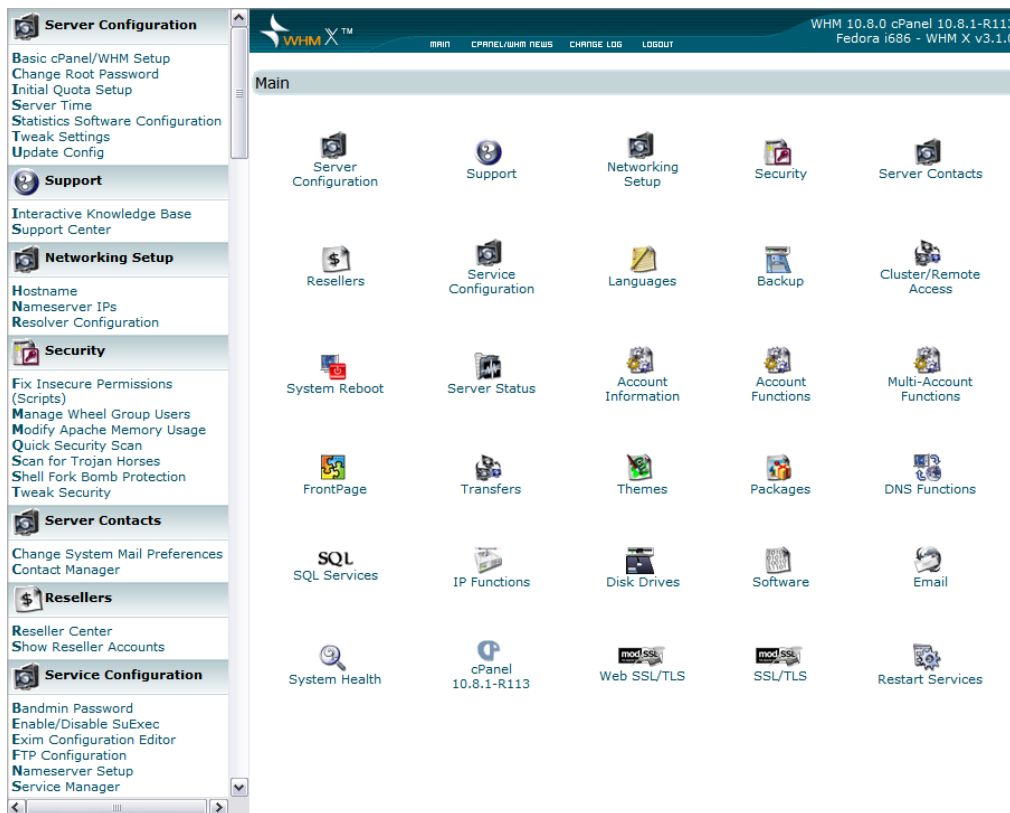 Server Configuration
Basic cPanel/WHM Setup
Change Root Password
Initial Quota Setup
Server Time
Statistics Software Configuration
Tweak Settings
Update Config
Support
Interactive Knowledge Base
Support Center
Networking Setup
Hostname
Nameserver IPs
Resolver Configuration
Security
Fix Insecure Permissions
(Scripts)
Manage Wheel Group Users
Modify Apache Memory Usage
Quick Security Scan
Scan for Trojan Horses
Shell Fork Bomb Protection
Tweak Security
Server Contacts
Change System Mail Preferences
Contact Manager
$ Resellers
Reseller Center
Show Reseller Accounts
Service Configuration
Bandmin Password
Enable/Disable SuExec
Exim Configuration Editor
FTP Configuration
Nameserver Setup
Service Manager
WHM X ™
main cpanel/whm news change log logout
WHM 10.8.0 cPanel 10.8.1-R113
Fedora i686 - WHM X v3.1.0
Main
Server
Configuration
Support
Networking
Setup
Security
Server Contacts
$
Resellers
Service
Configuration
Languages
Backup
Cluster/Remote
Access
System Reboot
Server Status
Account
Information
Account
Functions
Multi-Account
Functions
FrontPage
Transfers
Themes
Packages
DNS Functions
SQL
SQL Services
IP Functions
Disk Drives
Software
Email
System Health
cPanel
10.8.1-R113
mod SSL
Web SSL/TLS
mod SSL
SSL/TLS
Restart Services